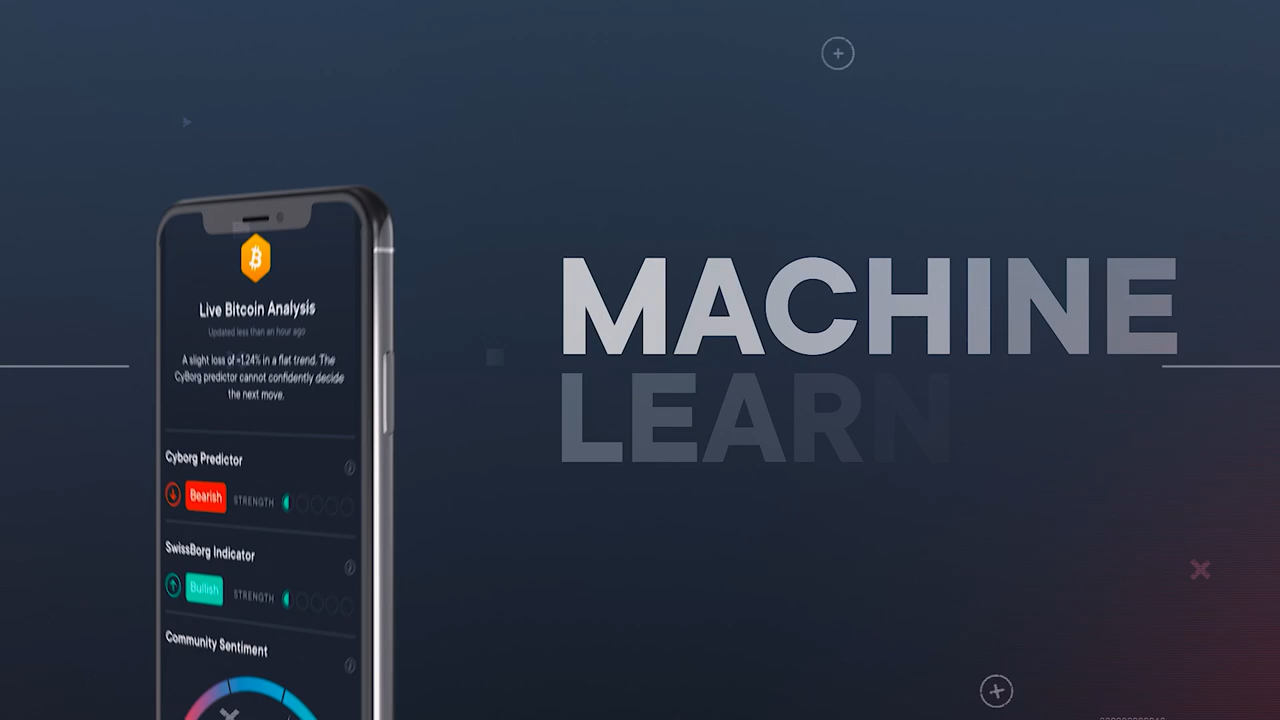 MACHINE
LEARN
Live Bitcoin Analysis
Updated less than an hour ago
A slight loss of -1.24% in a flat trend. The
CyBorg predictor cannot confidently decide
the next move.
Cyborg Predictor
Bearish STRENGTH
SwissBorg Indicator
Bullish STRENGTH
Community Sentiment